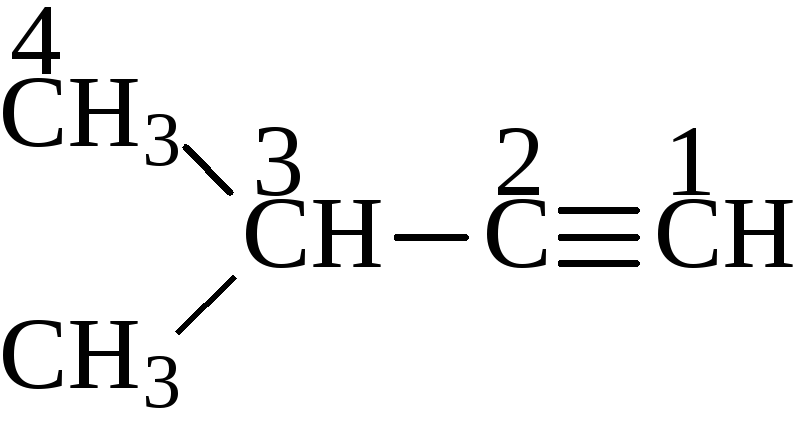 4
CH₃
3 2 1
CH — C ≡ CH
CH₃